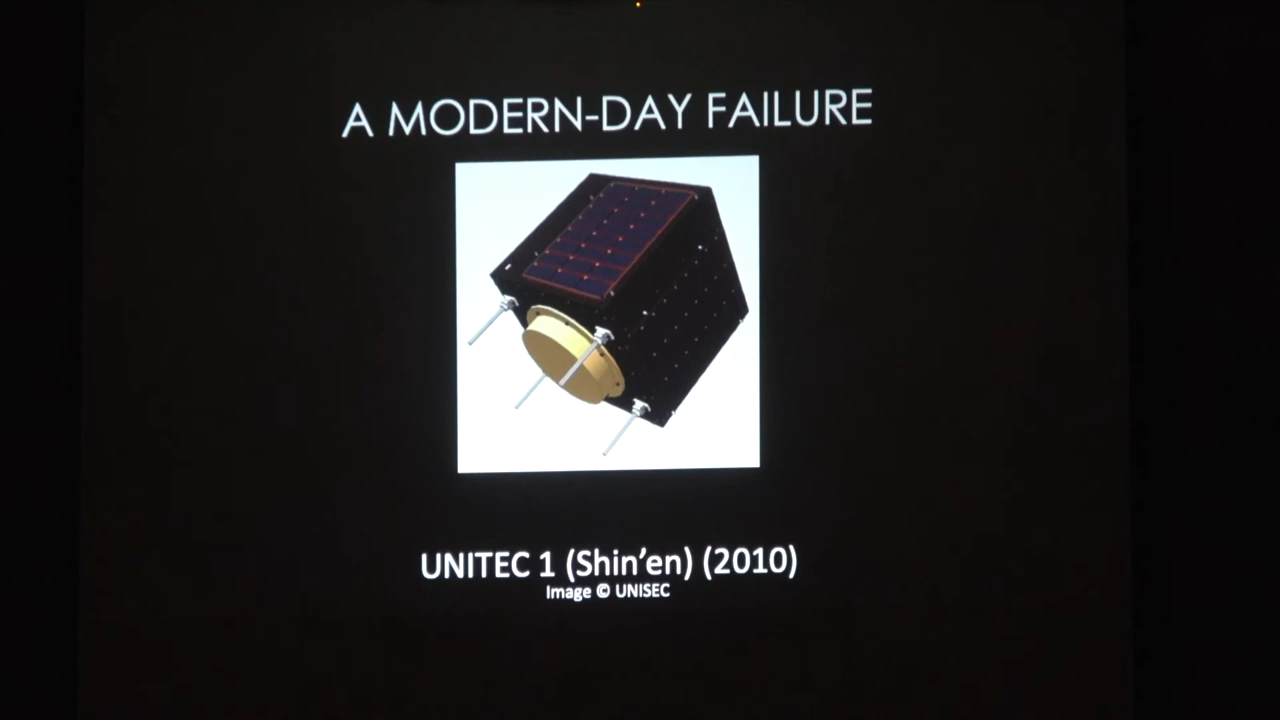 A MODERN-DAY FAILURE
UNITEC 1 (Shin’en) (2010)
Image © UNISEC